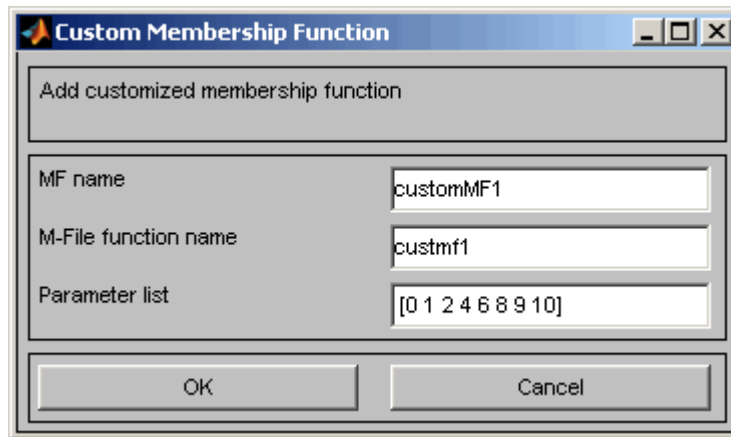 Custom Membership Function
Add customized membership function
MF name
customMF1
M-File function name
custmf1
Parameter list
[0 1 2 4 6 8 9 10]
OK
Cancel